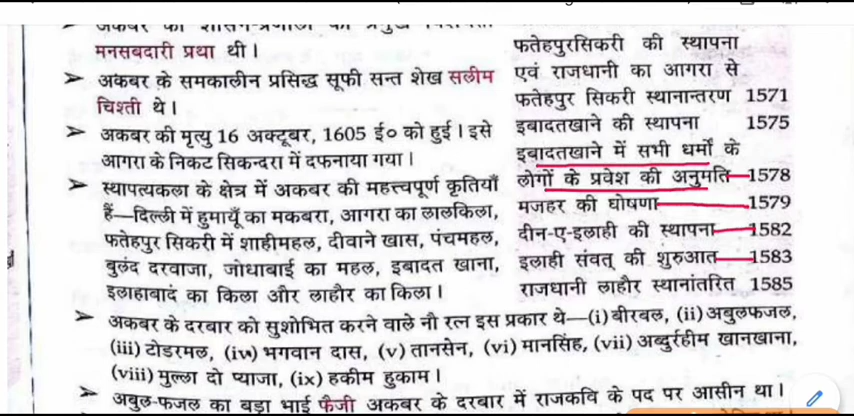 अकबर की शासन-प्रणाली की प्रमुख विशेषता
मनसबदारी प्रथा थी।
➤ अकबर के समकालीन प्रसिद्ध सूफी सन्त शेख सलीम
चिश्ती थे।
➤ अकबर की मृत्यु 16 अक्टूबर, 1605 ई० को हुई। इसे
आगरा के निकट सिकन्दरा में दफनाया गया।
➤ स्थापत्यकला के क्षेत्र में अकबर की महत्त्वपूर्ण कृतियाँ
हैं—दिल्ली में हुमायूँ का मकबरा, आगरा का लालकिला,
फतेहपुर सिकरी में शाहीमहल, दीवाने खास, पंचमहल,
बुलंद दरवाजा, जोधाबाई का महल, इबादत खाना,
इलाहाबाद का किला और लाहौर का किला।
फतेहपुरसिकरी की स्थापना
एवं राजधानी का आगरा से
फतेहपुर सिकरी स्थानान्तरण 1571
इबादतखाने की स्थापना 1575
इबादतखाने में सभी धर्मों के
लोगों के प्रवेश की अनुमति 1578
मजहर की घोषणा 1579
दीन-ए-इलाही की स्थापना 1582
इलाही संवत् की शुरुआत 1583
राजधानी लाहौर स्थानांतरित 1585
➤ अकबर के दरबार को सुशोभित करने वाले नौ रत्न इस प्रकार थे—(i) बीरबल, (ii) अबुलफजल,
(iii) टोडरमल, (iv) भगवान दास, (v) तानसेन, (vi) मानसिंह, (vii) अब्दुर्रहीम खानखाना,
(viii) मुल्ला दो प्याजा, (ix) हकीम हुकाम।
➤ अबुल-फजल का बड़ा भाई फैजी अकबर के दरबार में राजकवि के पद पर आसीन था।